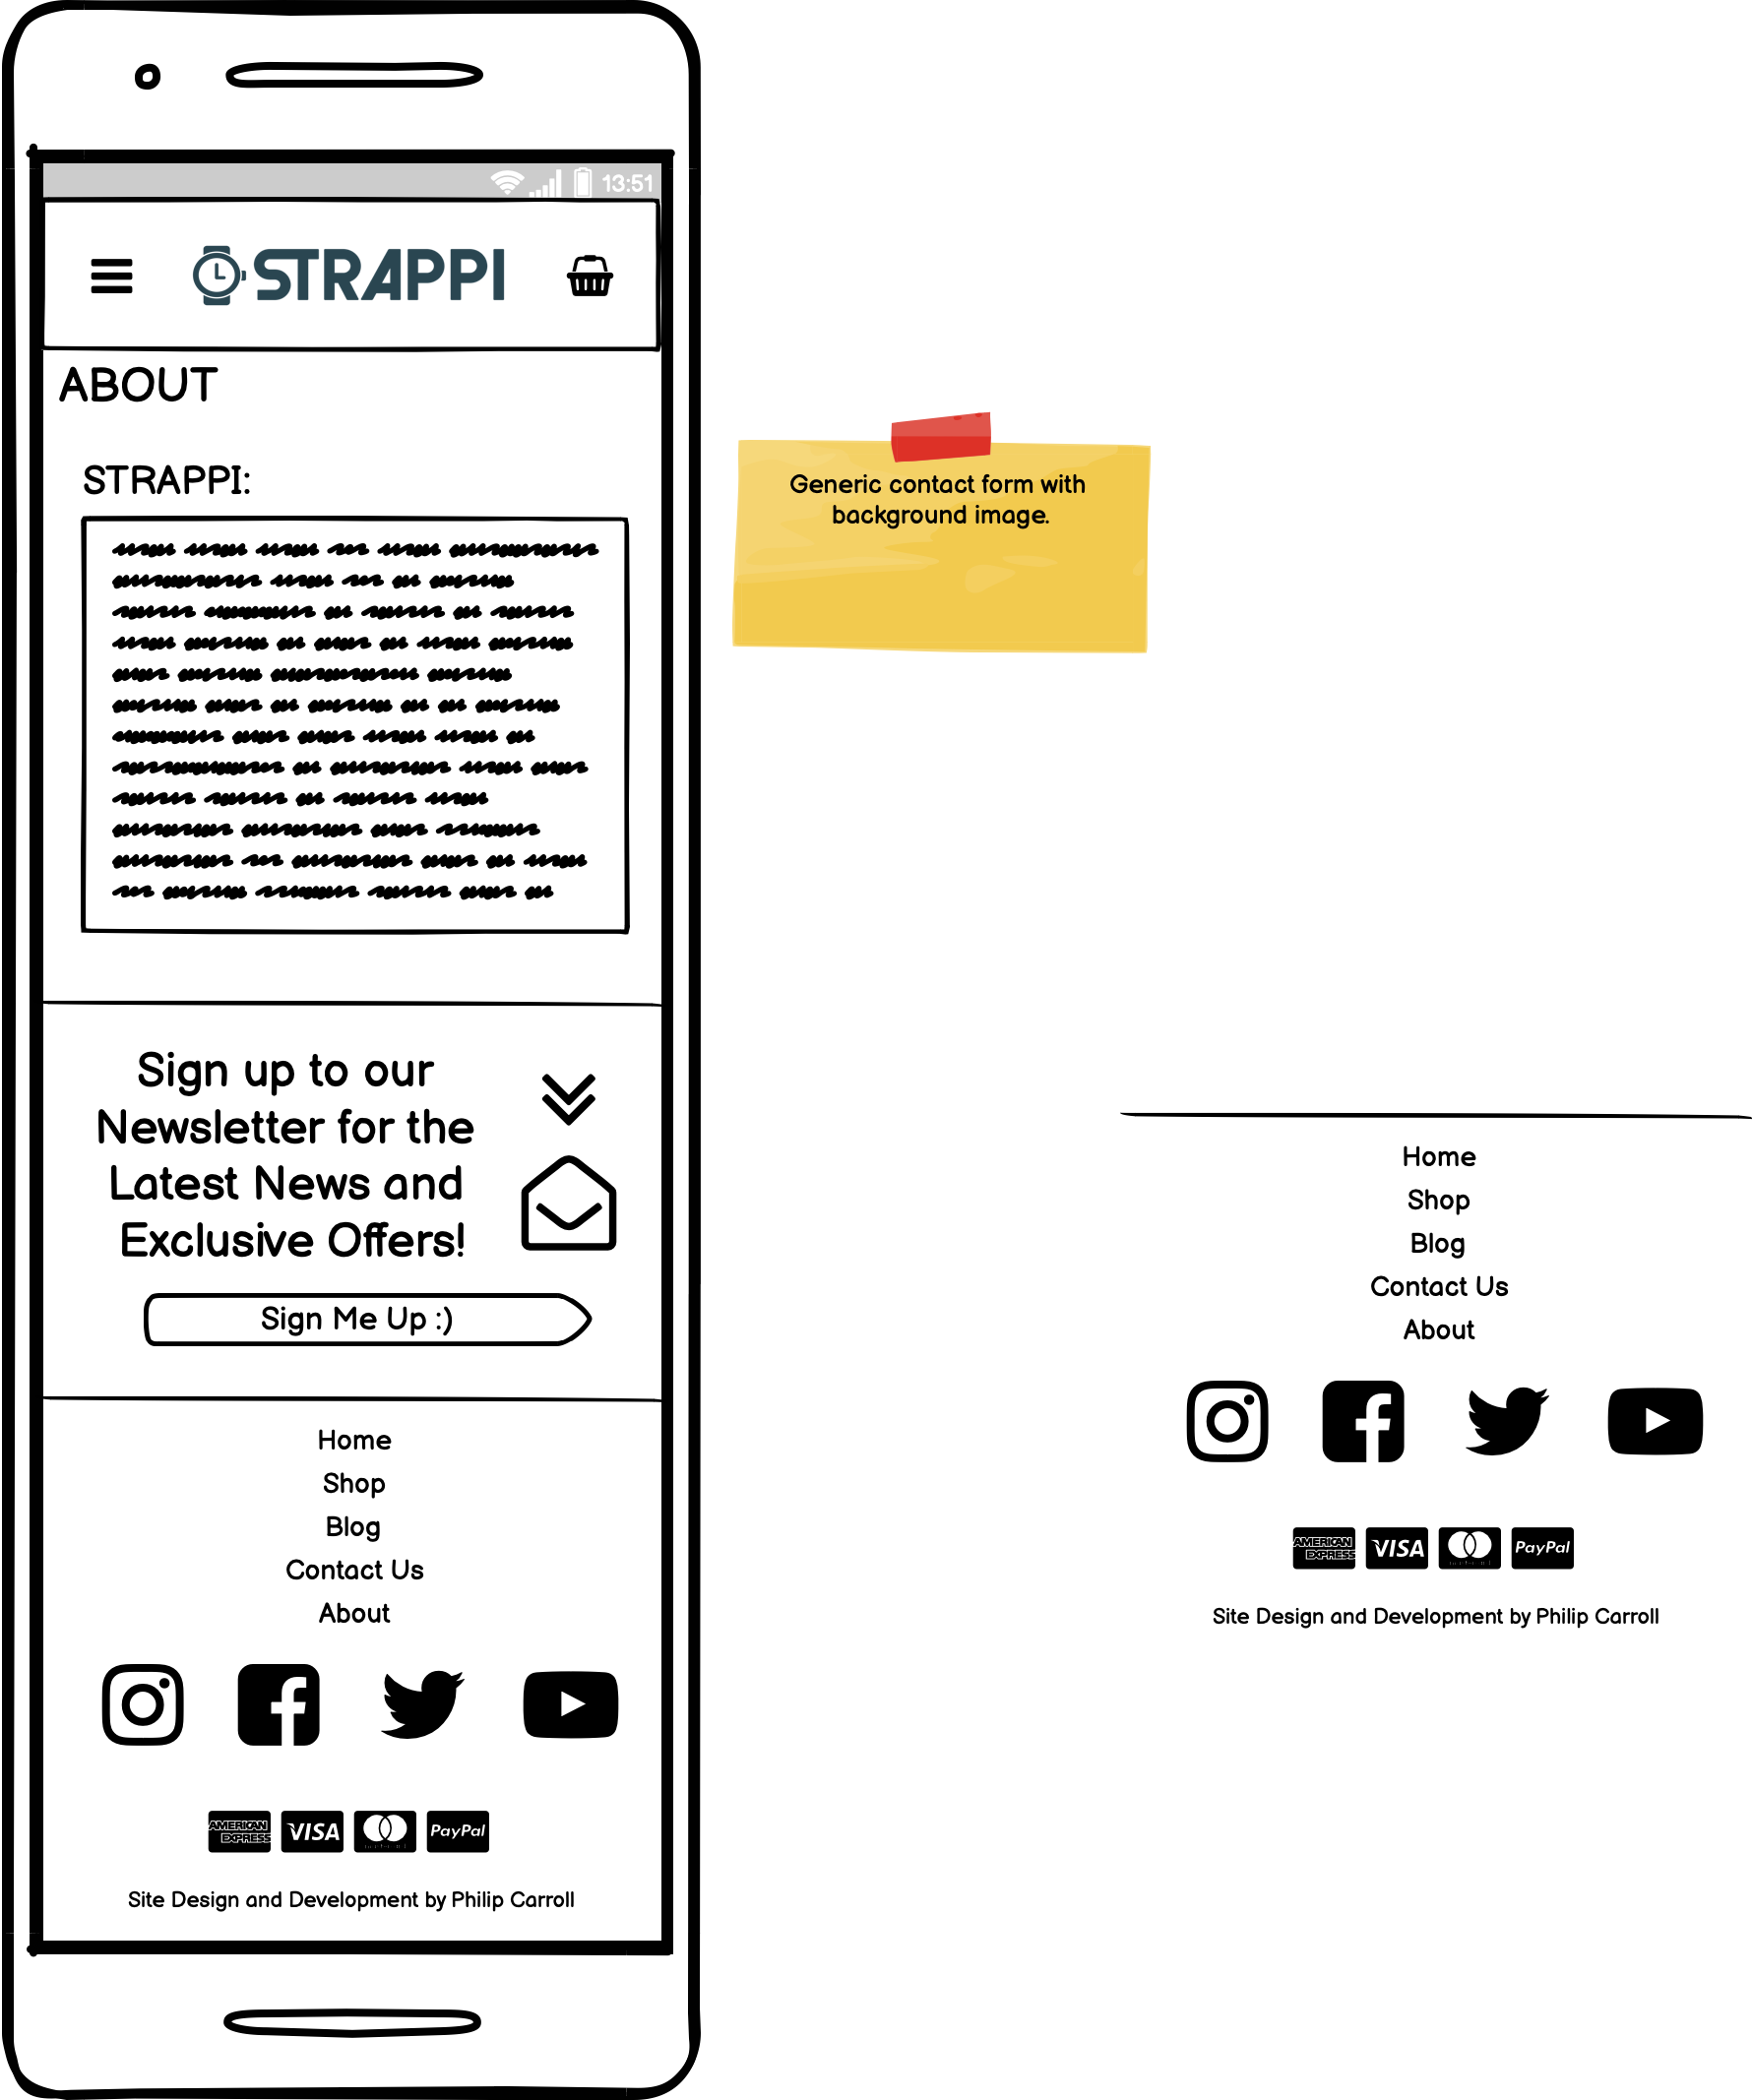 13:51
STRAPPI
ABOUT
STRAPPI:
Generic contact form with
background image.
Sign up to our
Newsletter for the
Latest News and
Exclusive Offers!
Sign Me Up :)
Home
Shop
Blog
Contact Us
About
AMERICAN
EXPRESS
VISA
PayPal
Site Design and Development by Philip Carroll
Home
Shop
Blog
Contact Us
About
AMERICAN
EXPRESS
VISA
PayPal
Site Design and Development by Philip Carroll